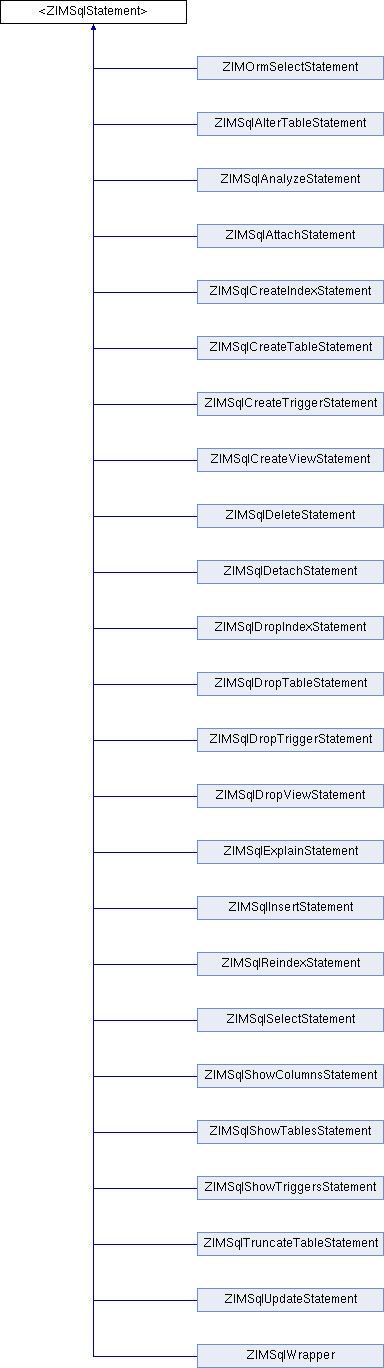 <ZIMSqlStatement>
ZIMOrmSelectStatement
ZIMSqlAlterTableStatement
ZIMSqlAnalyzeStatement
ZIMSqlAttachStatement
ZIMSqlCreateIndexStatement
ZIMSqlCreateTableStatement
ZIMSqlCreateTriggerStatement
ZIMSqlCreateViewStatement
ZIMSqlDeleteStatement
ZIMSqlDetachStatement
ZIMSqlDropIndexStatement
ZIMSqlDropTableStatement
ZIMSqlDropTriggerStatement
ZIMSqlDropViewStatement
ZIMSqlExplainStatement
ZIMSqlInsertStatement
ZIMSqlReindexStatement
ZIMSqlSelectStatement
ZIMSqlShowColumnsStatement
ZIMSqlShowTablesStatement
ZIMSqlShowTriggersStatement
ZIMSqlTruncateTableStatement
ZIMSqlUpdateStatement
ZIMSqlWrapper